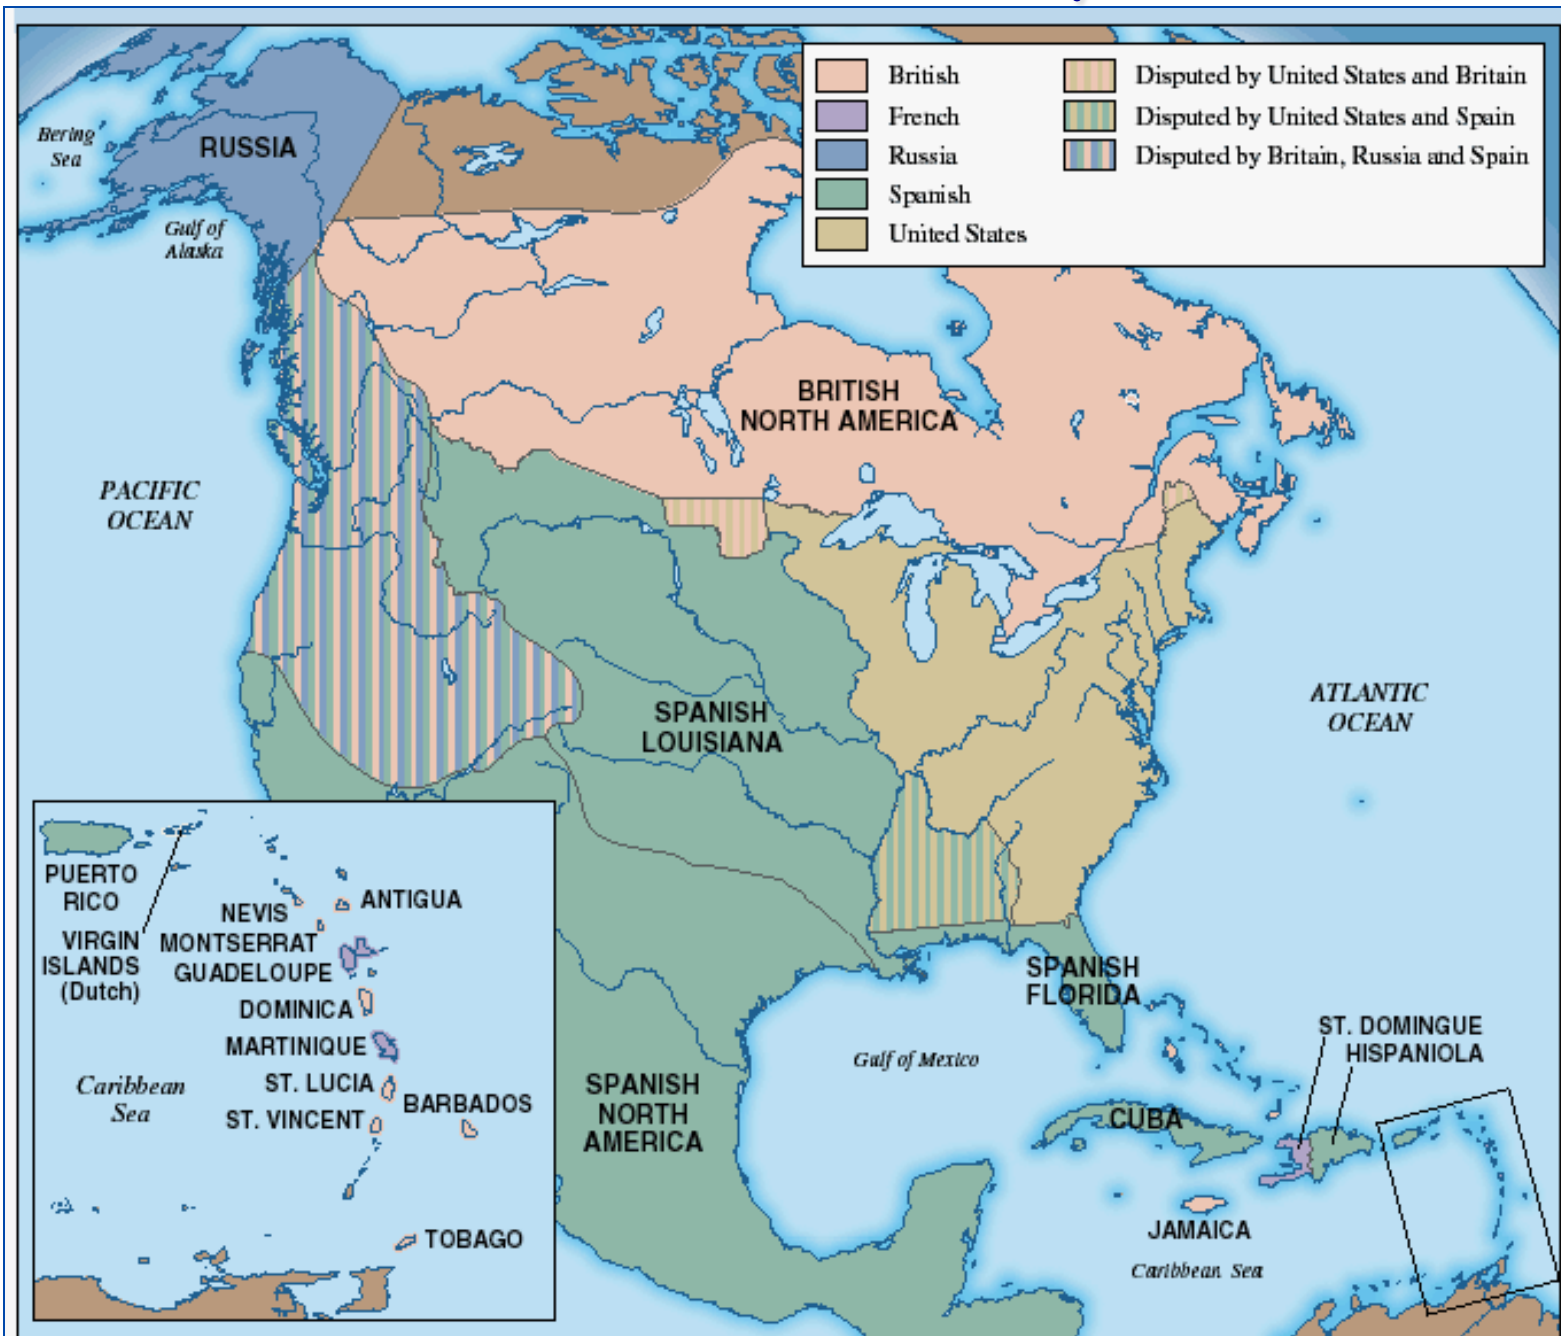 British
French
Russia
Spanish
United States
Disputed by United States and Britain
Disputed by United States and Spain
Disputed by Britain, Russia and Spain
Bering
Sea
RUSSIA
Gulf of
Alaska
BRITISH
NORTH AMERICA
PACIFIC
OCEAN
ATLANTIC
OCEAN
SPANISH
LOUISIANA
SPANISH
FLORIDA
Gulf of Mexico
SPANISH
NORTH
AMERICA
ST. DOMINGUE
HISPANIOLA
CUBA
JAMAICA
Caribbean Sea
PUERTO
RICO
VIRGIN
ISLANDS
(Dutch)
NEVIS
ANTIGUA
MONTSERRAT
GUADELOUPE
DOMINICA
MARTINIQUE
ST. LUCIA
BARBADOS
ST. VINCENT
Caribbean
Sea
TOBAGO